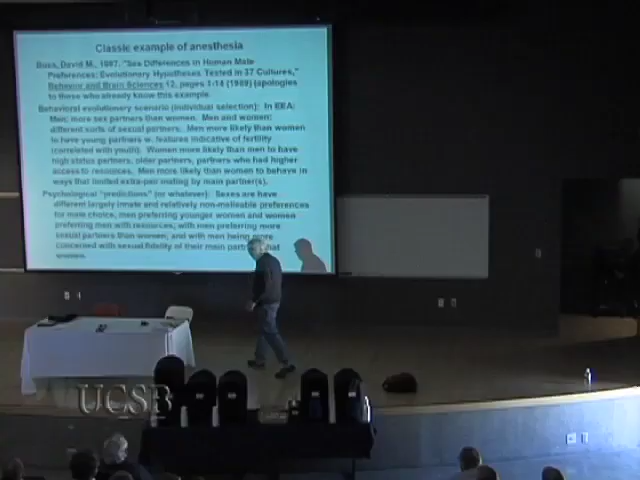 Classic example of anesthesia
Buss, David M., 1987. "Sex Differences in Human Mate
Preferences: Evolutionary Hypotheses Tested in 37 Cultures,"
Behavior and Brain Sciences 12, pages 1-14 (1989) (apologies
to those who already know this example.
Behavioral evolutionary scenario (individual selection): In EEA:
Men: more sex partners than women. Men and women:
different sorts of sexual partners. Men more likely than women
to have young partners w. features indicative of fertility
(correlated with youth). Women more likely than men to have
high status partners, older partners, partners who had higher
access to resources. Men more likely than women to behave in
ways that limited extra-pair mating by main partner(s).
Psychological "predictions" (or whatever): Sexes are have
different largely innate and relatively non-malleable preferences
for mate choice, men preferring younger women and women
preferring men with resources, with men preferring more
sexual partners than women, and with men being more
concerned with sexual fidelity of their main that
women.
UCSB